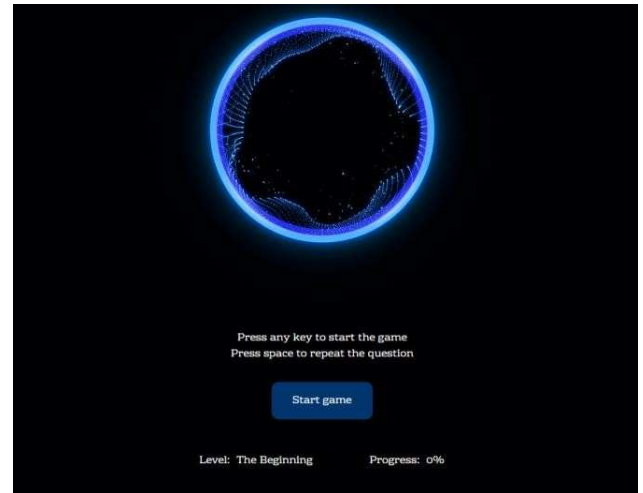 Press any key to start the game
Press space to repeat the question
Start game
Level: The Beginning Progress: 0%